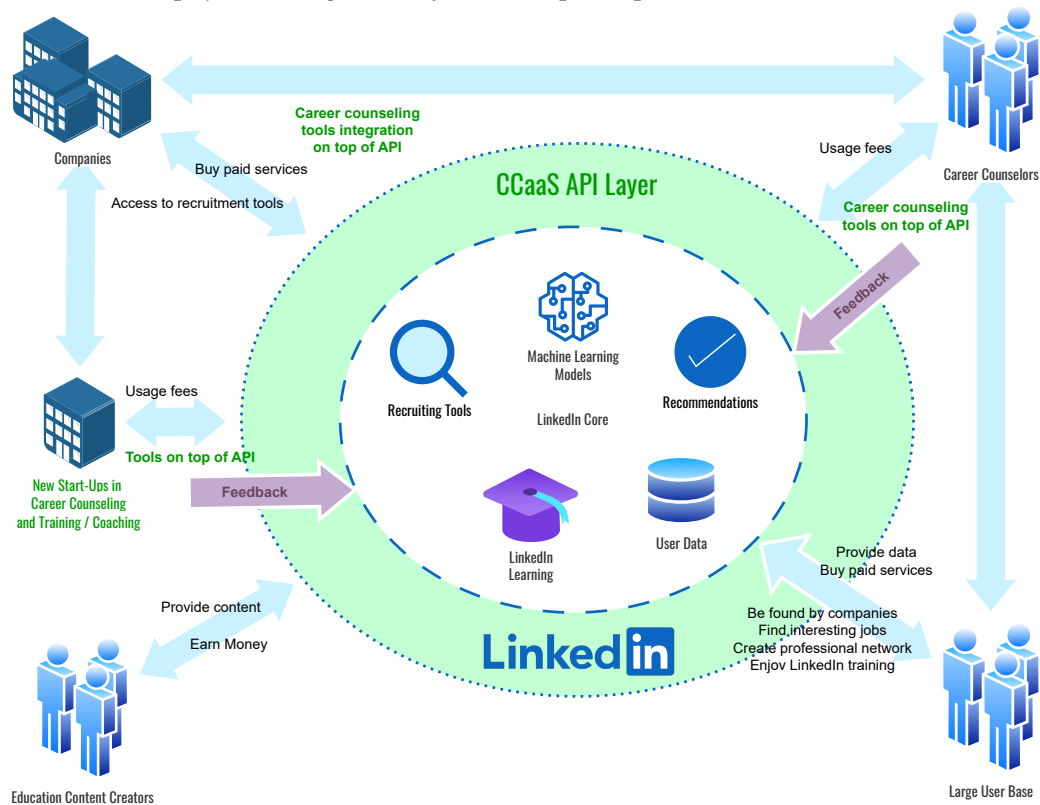 Companies
Career counseling
tools integration
on top of API
Buy paid services
Access to recruitment tools
Usage fees
Career Counselors
Career counseling
tools on top of API
CCaaS API Layer
Feedback
Machine Learning
Models
Recruiting Tools
Recommendations
LinkedIn Core
Usage fees
Tools on top of API
New Start-Ups in
Career Counseling
and Training / Coaching
Feedback
LinkedIn
Learning
User Data
Provide data
Buy paid services
Be found by companies
Find interesting jobs
Create professional network
Enjoy LinkedIn training
Provide content
Earn Money
Linked in
Education Content Creators
Large User Base